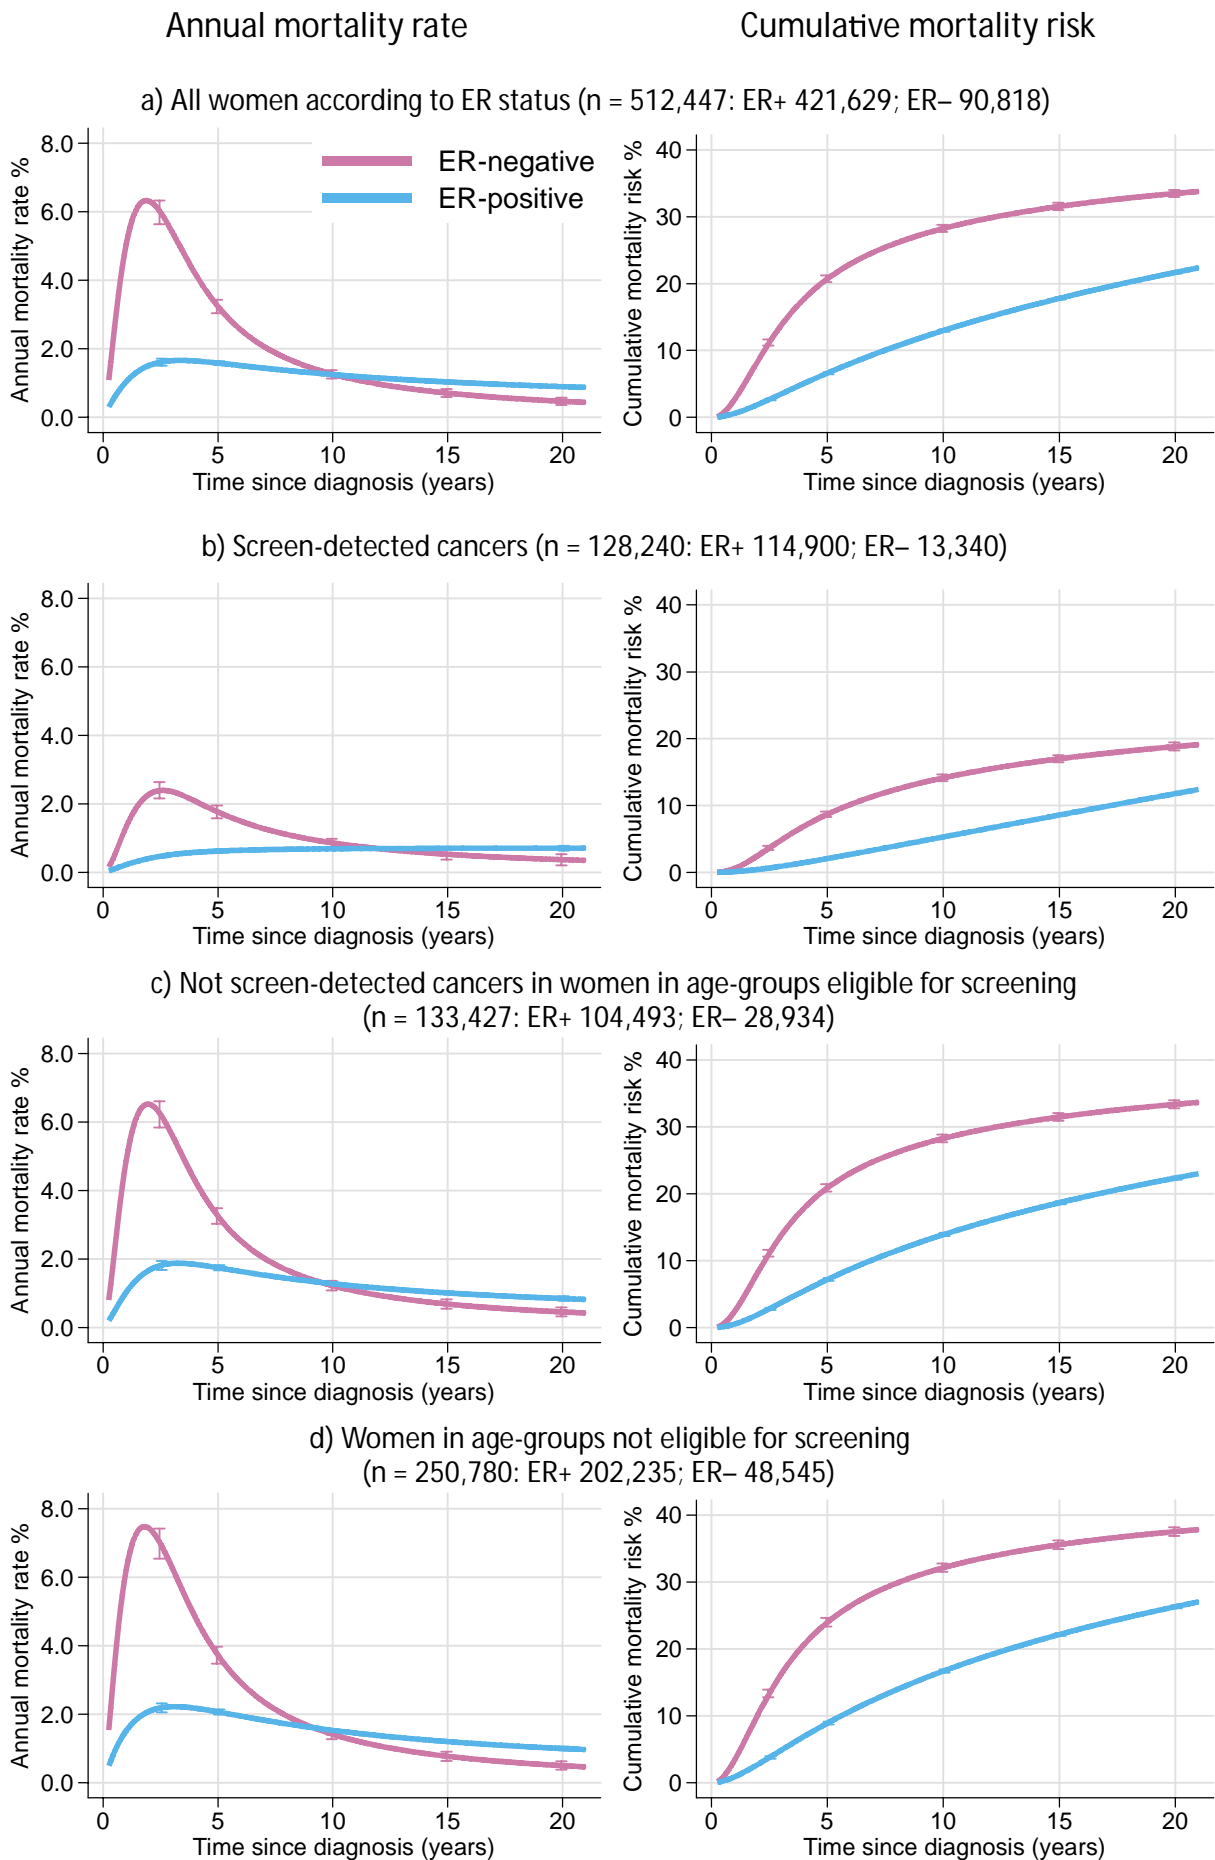 Annual mortality rate
Cumulative mortality risk
a) All women according to ER status (n = 512,447: ER+ 421,629; ER– 90,818)
Annual mortality rate %
8.0
6.0
4.0
2.0
0.0
ER-negative
ER-positive
0 5 10 15 20
Time since diagnosis (years)
Cumulative mortality risk %
40
30
20
10
0
0 5 10 15 20
Time since diagnosis (years)
b) Screen-detected cancers (n = 128,240: ER+ 114,900; ER– 13,340)
Annual mortality rate %
8.0
6.0
4.0
2.0
0.0
0 5 10 15 20
Time since diagnosis (years)
Cumulative mortality risk %
40
30
20
10
0
0 5 10 15 20
Time since diagnosis (years)
c) Not screen-detected cancers in women in age-groups eligible for screening
(n = 133,427: ER+ 104,493; ER– 28,934)
Annual mortality rate %
8.0
6.0
4.0
2.0
0.0
0 5 10 15 20
Time since diagnosis (years)
Cumulative mortality risk %
40
30
20
10
0
0 5 10 15 20
Time since diagnosis (years)
d) Women in age-groups not eligible for screening
(n = 250,780: ER+ 202,235; ER– 48,545)
Annual mortality rate %
8.0
6.0
4.0
2.0
0.0
0 5 10 15 20
Time since diagnosis (years)
Cumulative mortality risk %
40
30
20
10
0
0 5 10 15 20
Time since diagnosis (years)